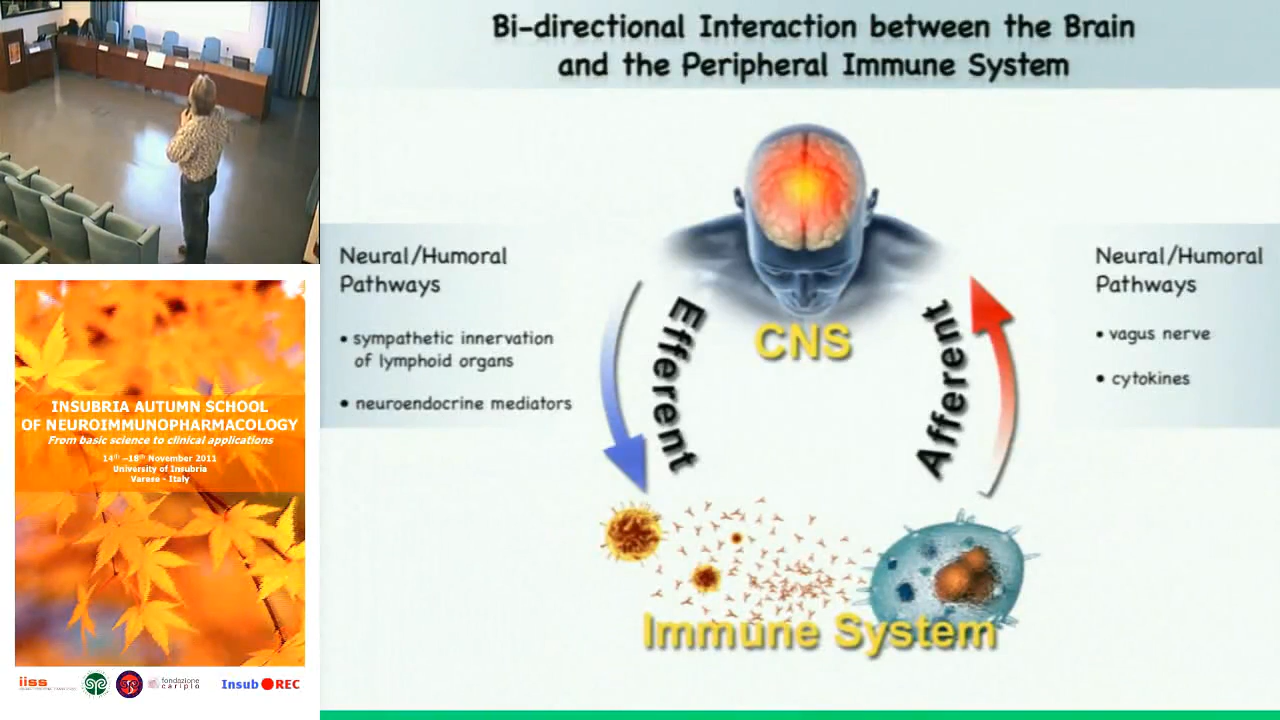 Bi-directional Interaction between the Brain
and the Peripheral Immune System
Neural/Humoral
Pathways
• sympathetic innervation
of lymphoid organs
• neuroendocrine mediators
Efferent
CNS
Afferent
Neural/Humoral
Pathways
• vagus nerve
• cytokines
Immune System
INSUBRIA AUTUMN SCHOOL
OF NEUROIMMUNOPHARMACOLOGY
From basic science to clinical applications
14th –18th November 2011
University of Insubria
Varese - Italy
iiss
fondazione
cariplo
Insub REC